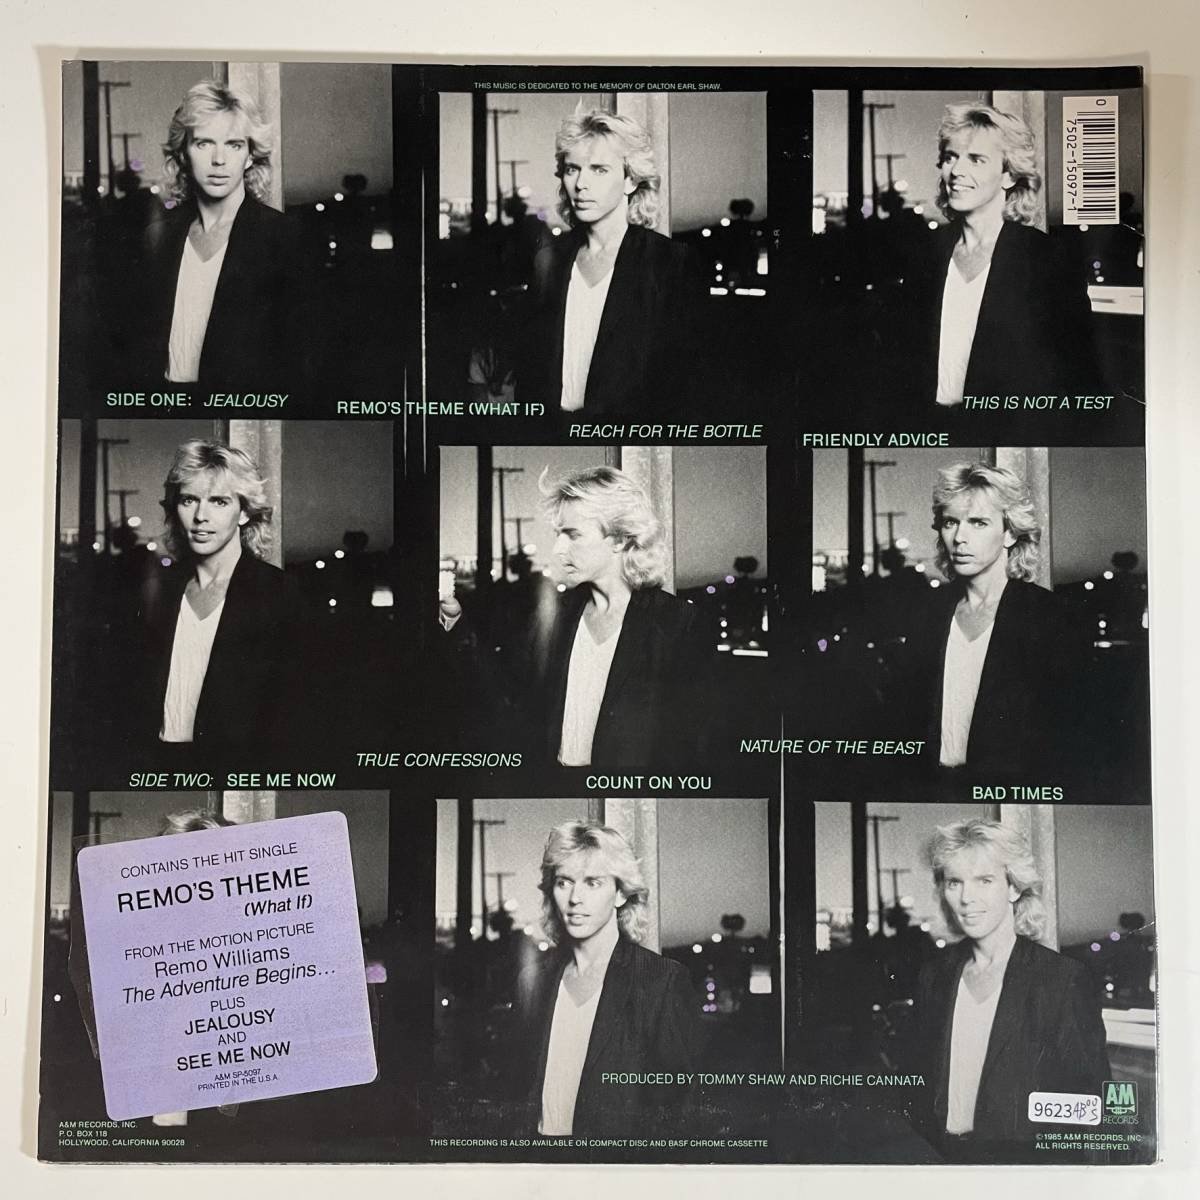 THIS MUSIC IS DEDICATED TO THE MEMORY OF DALTON EARL SHAW.
0
7502-15097-1
SIDE ONE: JEALOUSY
REMO'S THEME (WHAT IF)
REACH FOR THE BOTTLE
FRIENDLY ADVICE
THIS IS NOT A TEST
SIDE TWO: SEE ME NOW
TRUE CONFESSIONS
COUNT ON YOU
NATURE OF THE BEAST
BAD TIMES
CONTAINS THE HIT SINGLE
REMO'S THEME
(What If)
FROM THE MOTION PICTURE
Remo Williams
The Adventure Begins...
PLUS
JEALOUSY
AND
SEE ME NOW
A&M SP-5097
PRINTED IN THE U.S.A.
PRODUCED BY TOMMY SHAW AND RICHIE CANNATA
9623
A&M
RECORDS
A&M RECORDS, INC.
P.O. BOX 118
HOLLYWOOD, CALIFORNIA 90028
THIS RECORDING IS ALSO AVAILABLE ON COMPACT DISC AND BASF CHROME CASSETTE
©1985 A&M RECORDS, INC.
ALL RIGHTS RESERVED.